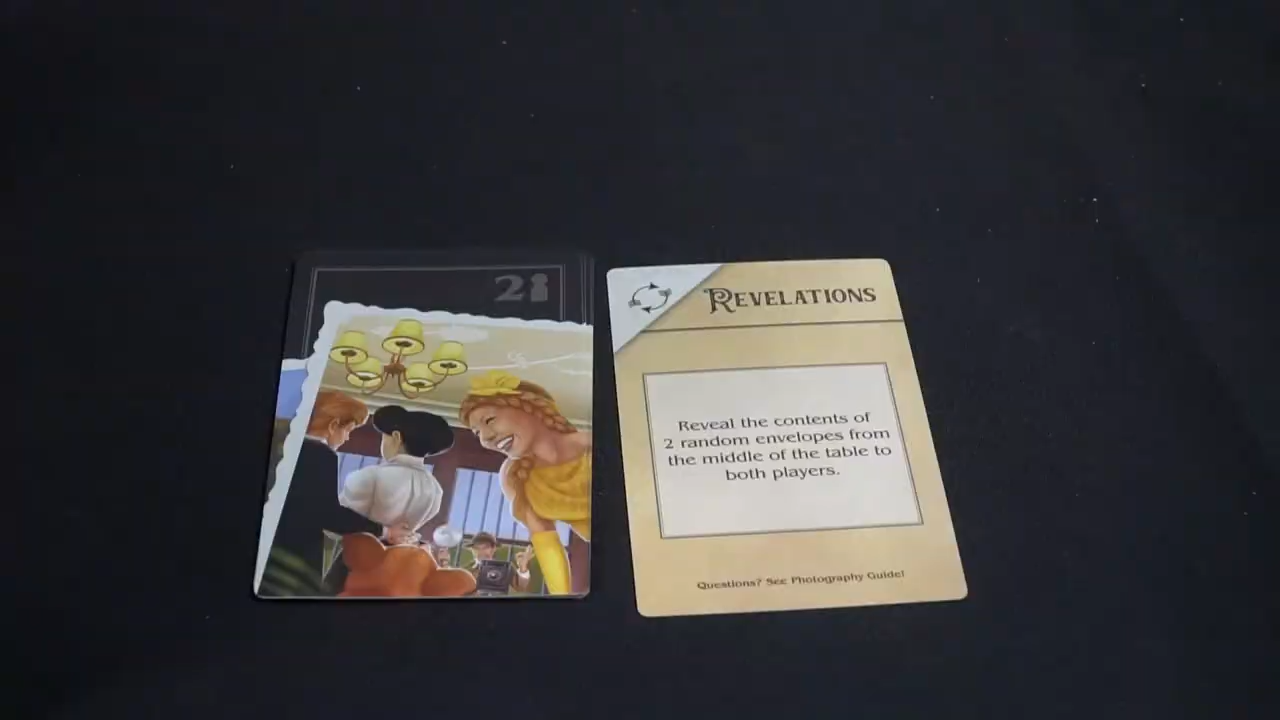 2
REVELATIONS
Reveal the contents of
2 random envelopes from
the middle of the table to
both players.
Questions? See Photography Guide!